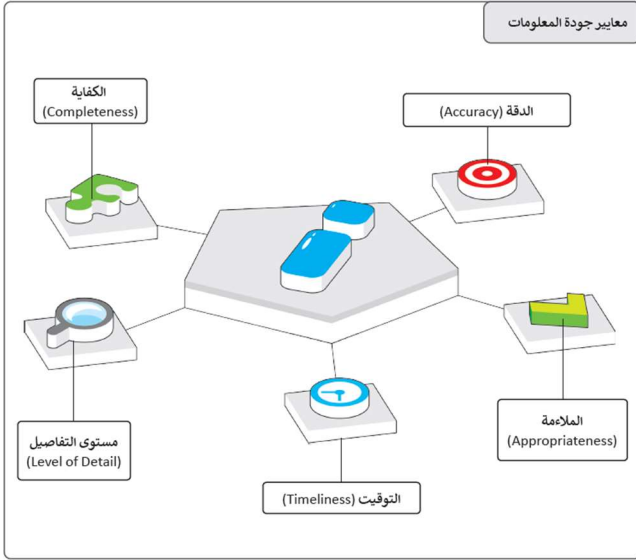 معايير جودة المعلومات
الدقة (Accuracy)
الكفاية
(Completeness)
الملاءمة
(Appropriateness)
مستوى التفاصيل
(Level of Detail)
التوقيت (Timeliness)